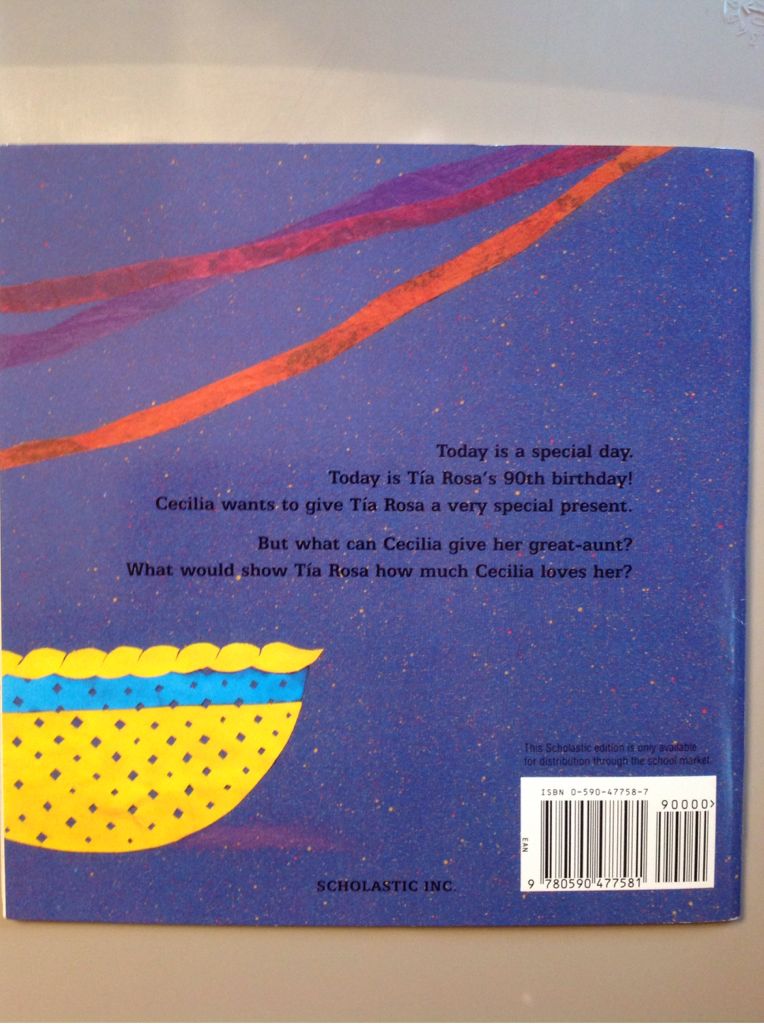 Today is a special day.
Today is Tía Rosa's 90th birthday!
Cecilia wants to give Tía Rosa a very special present.
But what can Cecilia give her great-aunt?
What would show Tía Rosa how much Cecilia loves her?
This Scholastic edition is only available
for distribution through the school market.
ISBN 0-590-47758-7
90000>
EAN
9 780590 477581
SCHOLASTIC INC.